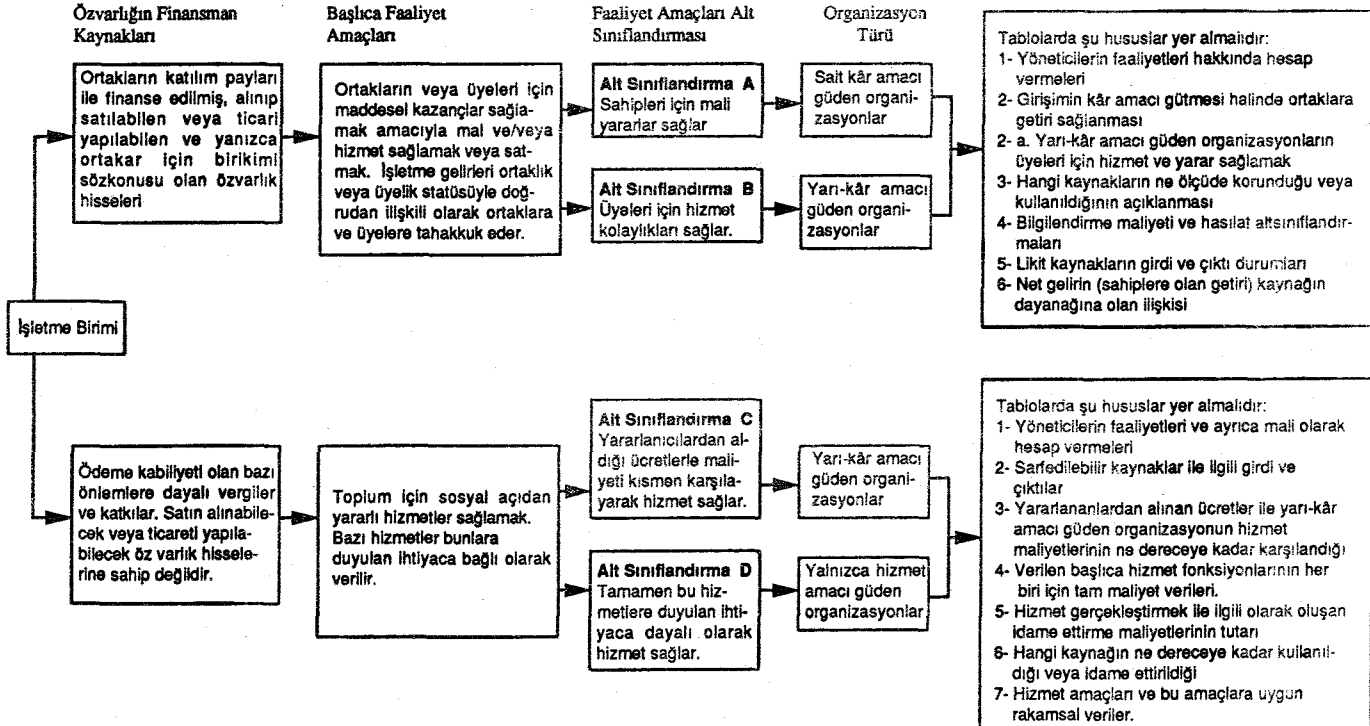 Özvarlığın Finansman
Kaynakları
Başlıca Faaliyet
Amaçları
Faaliyet Amaçları Alt
Sınıflandırması
Organizasyon
Türü
Ortakların katılım payları
ile finanse edilmiş, alınıp
satılabilen veya ticari
yapılabilen ve yanızca
ortakar için birikimi
sözkonusu olan özvarlık
hisseleri
Ortakların veya üyeleri için
maddesel kazançlar sağla-
mak amacıyla mal ve/veya
hizmet sağlamak veya sat-
mak. İşletme gelirleri ortaklık
veya üyelik statüsüyle doğ-
rudan ilişkili olarak ortaklara
ve üyelere tahakkuk eder.
Alt Sınıflandırma A
Sahipleri için mali
yararlar sağlar
Salt kâr amacı
güden organi-
zasyonlar
Alt Sınıflandırma B
Üyeleri için hizmet
kolaylıkları sağlar.
Yarı-kâr amacı
güden organi-
zasyonlar
Tablolarda şu hususlar yer almalıdır:
1- Yöneticilerin faaliyetleri hakkında hesap
vermeleri
2- Girişimin kâr amacı gütmesi halinde ortaklara
getiri sağlanması
2- a. Yarı-kâr amacı güden organizasyonların
üyeleri için hizmet ve yarar sağlamak
3- Hangi kaynakların ne ölçüde korunduğu veya
kullanıldığının açıklanması
4- Bilgilendirme maliyeti ve hasılat altsınıflandır-
maları
5- Likit kaynakların girdi ve çıktı durumları
6- Net gelirin (sahiplere olan getiri) kaynağın
dayanağına olan ilişkisi
İşletme Birimi
Ödeme kabiliyeti olan bazı
önlemlere dayalı vergiler
ve katkılar. Satın alınabile-
cek veya ticareti yapıla-
bilecek öz varlık hissele-
rine sahip değildir.
Toplum için sosyal açıdan
yararlı hizmetler sağlamak.
Bazı hizmetler bunlara
duyulan ihtiyaca bağlı olarak
verilir.
Alt Sınıflandırma C
Yararlanıcılardan al-
dığı ücretlerle mali-
yeti kısmen karşıla-
yarak hizmet sağlar.
Yarı-kâr amacı
güden organi-
zasyonlar
Alt Sınıflandırma D
Tamamen bu hiz-
metlere duyulan ihti-
yaca dayalı olarak
hizmet sağlar.
Yalnızca hizmet
amacı güden
organizasyonlar
Tablolarda şu hususlar yer almalıdır:
1- Yöneticilerin faaliyetleri ve ayrıca mali olarak
hesap vermeleri
2- Sarfedilebilir kaynaklar ile ilgili girdi ve
çıktılar
3- Yararlananlardan alınan ücretler ile yarı-kâr
amacı güden organizasyonun hizmet
maliyetlerinin ne dereceye kadar karşılandığı
4- Verilen başlıca hizmet fonksiyonlarının her
biri için tam maliyet verileri.
5- Hizmet gerçekleştirmek ile ilgili olarak oluşan
idame ettirme maliyetlerinin tutarı
6- Hangi kaynağın ne dereceye kadar kullanıl-
dığı veya idame ettirildiği
7- Hizmet amaçları ve bu amaçlara uygun
rakamsal veriler.